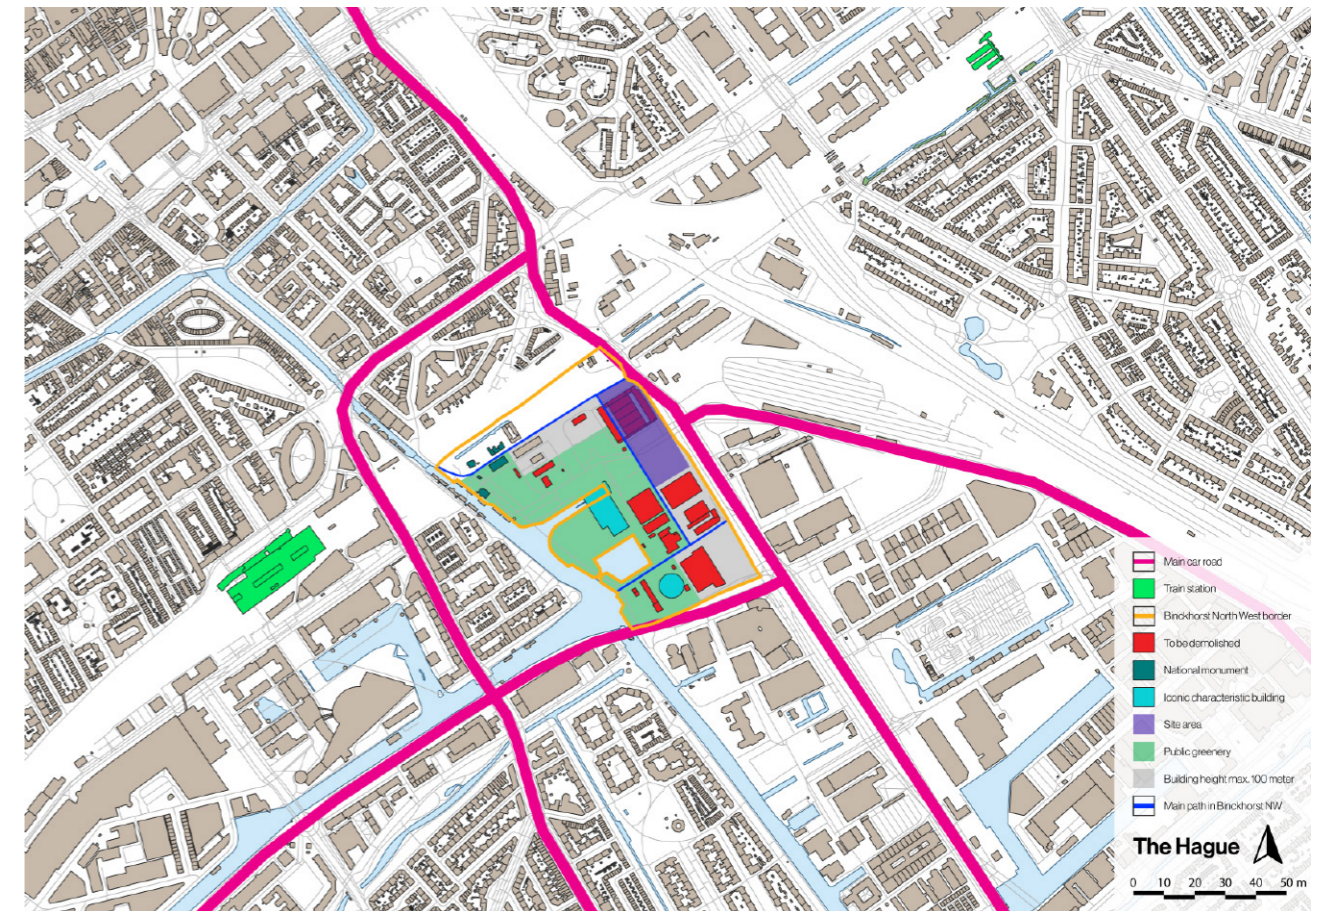 Main car road
Train station
Binckhorst North West border
To be demolished
National monument
Iconic characteristic building
Site area
Public greenery
Building height max. 100 meter
Main path in Binckhorst NW
The Hague
0 10 20 30 40 50 m